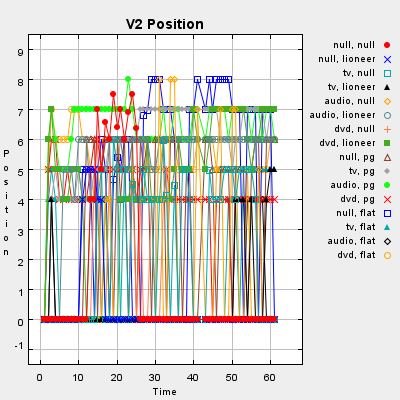 V2 Position
9
8
7
6
5
4
3
2
1
0
-1
Position
0
10
20
30
40
50
60
Time
null, null
null, lioneer
tv, null
tv, lioneer
audio, null
audio, lioneer
dvd, null
dvd, lioneer
null, pg
tv, pg
audio, pg
dvd, pg
null, flat
tv, flat
audio, flat
dvd, flat